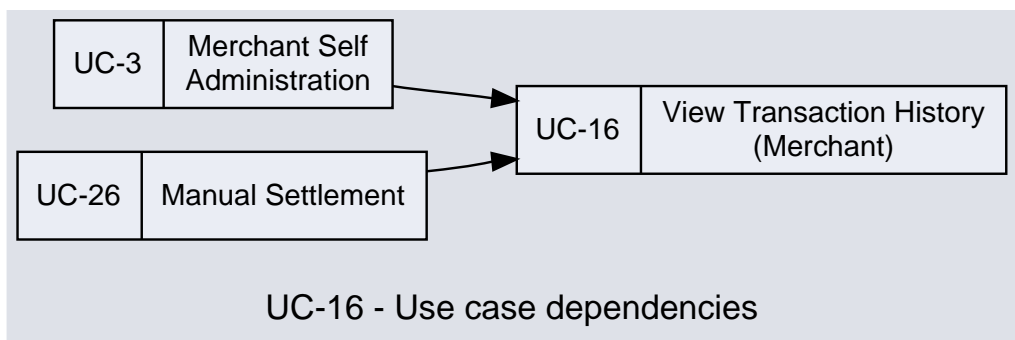 UC-3
Merchant Self
Administration
UC-16
View Transaction History
(Merchant)
UC-26
Manual Settlement
UC-16 - Use case dependencies